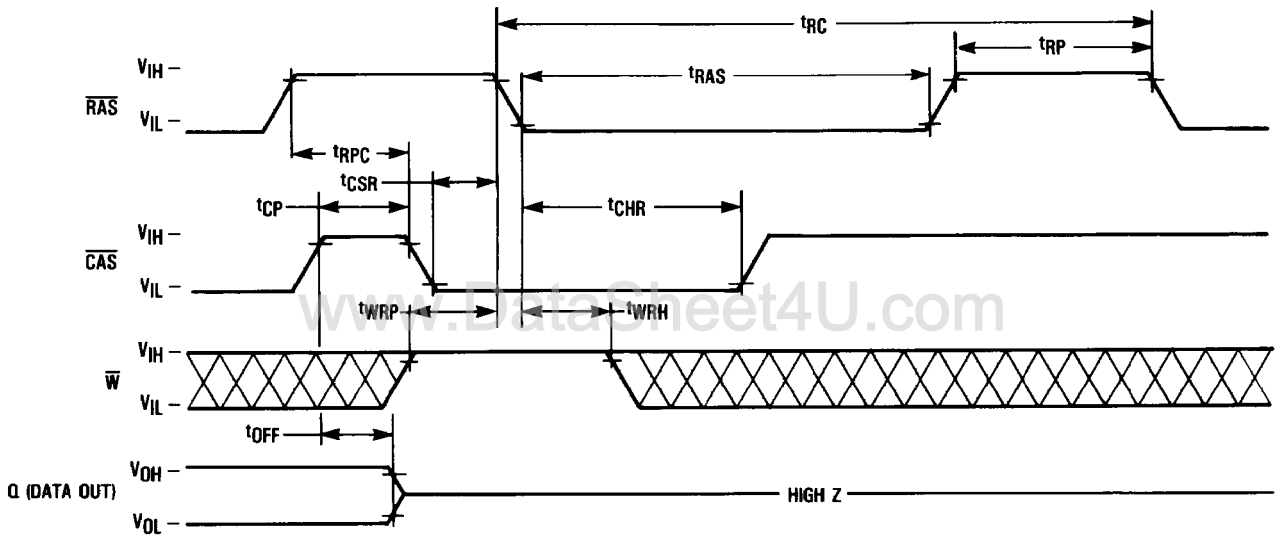 tRC
tRP
VIH
tRAS
RAS
VIL
tRPC
tCSR
tCP
tCHR
VIH
CAS
VIL
www.DataSheet4U.com
tWRP
tWRH
VIH
W
VIL
tOFF
VOH
Q (DATA OUT)
HIGH Z
VOL